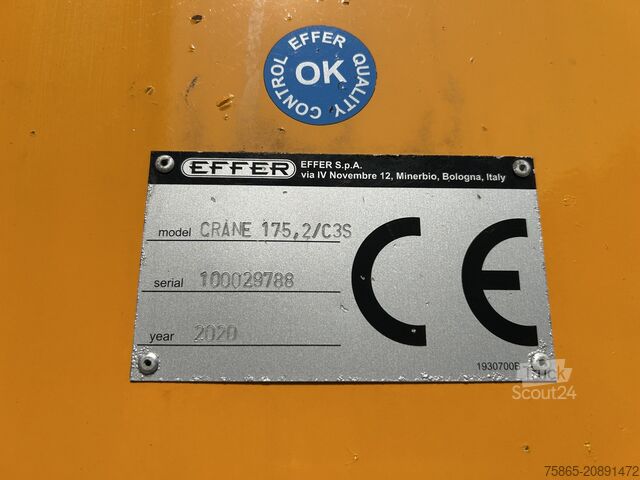 EFFER QUALITY CONTROL
OK
EFFER
EFFER S.p.A.
via IV Novembre 12, Minerbio, Bologna, Italy
model CRANE 175,2/C3S
serial 100029788
year 2020
CE
1930700B
Truck
Scout24
75865-20891472